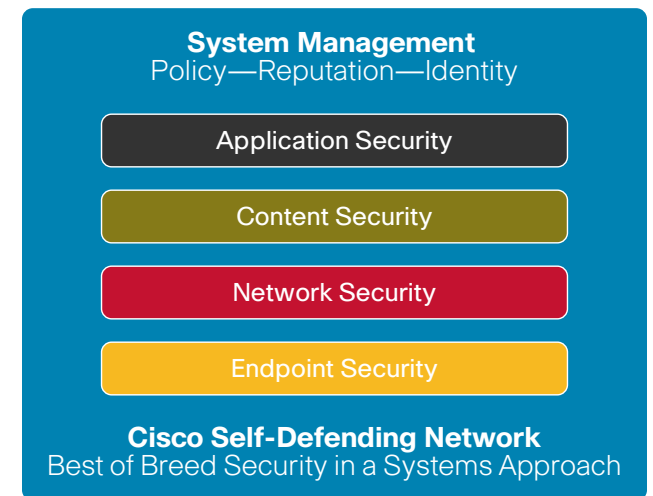 System Management
Policy—Reputation—Identity
Application Security
Content Security
Network Security
Endpoint Security
Cisco Self-Defending Network
Best of Breed Security in a Systems Approach